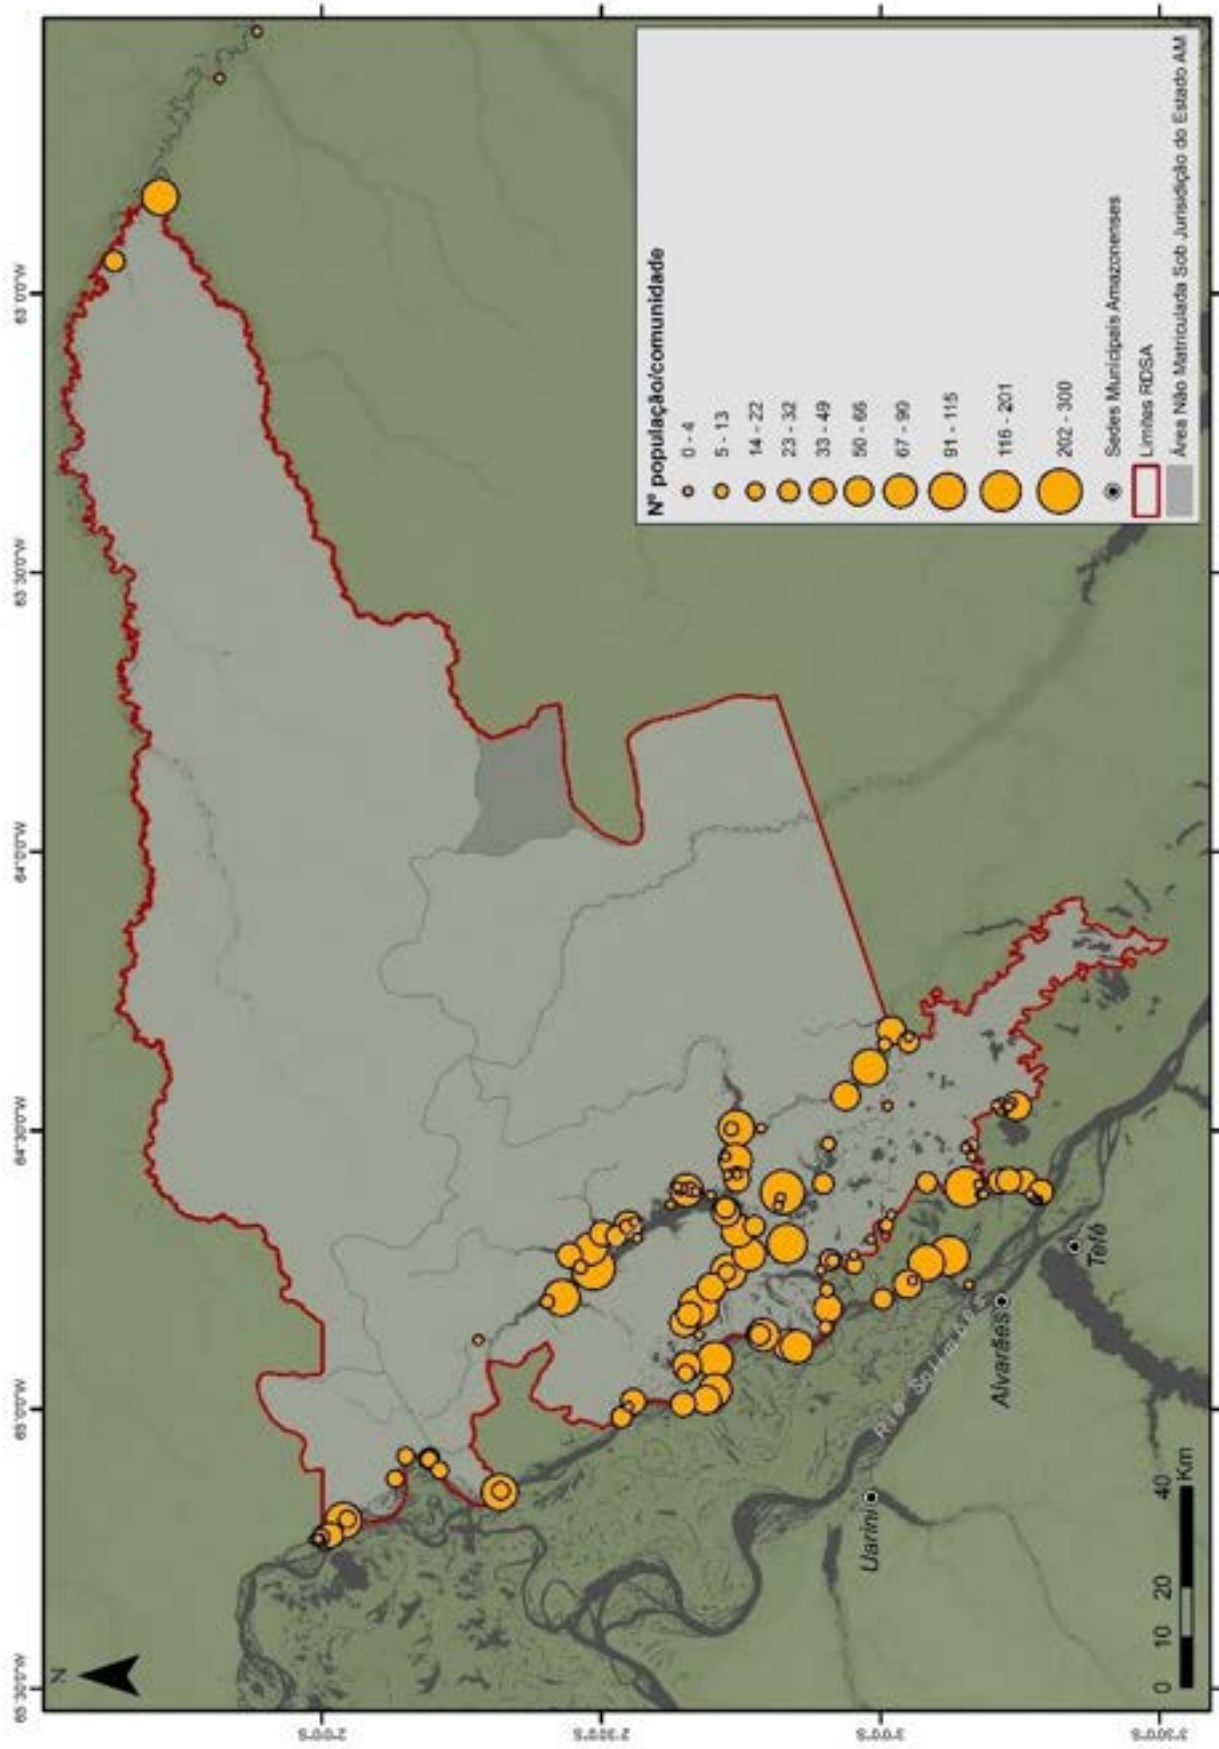 N
65°30'0"W
65°0'0"W
64°30'0"W
64°0'0"W
63°30'0"W
63°0'0"W
2°0'0"S
2°30'0"S
3°0'0"S
3°30'0"S
Rio Solimões
Uarini
Alvarães
Tefé
0 10 20 40
Km
Nº população/comunidade
0 - 4
5 - 13
14 - 22
23 - 32
33 - 49
50 - 66
67 - 90
91 - 115
116 - 201
202 - 300
Sedes Municipais Amazonenses
Limites RDSA
Área Não Matriculada Sob Jurisidição do Estado AM